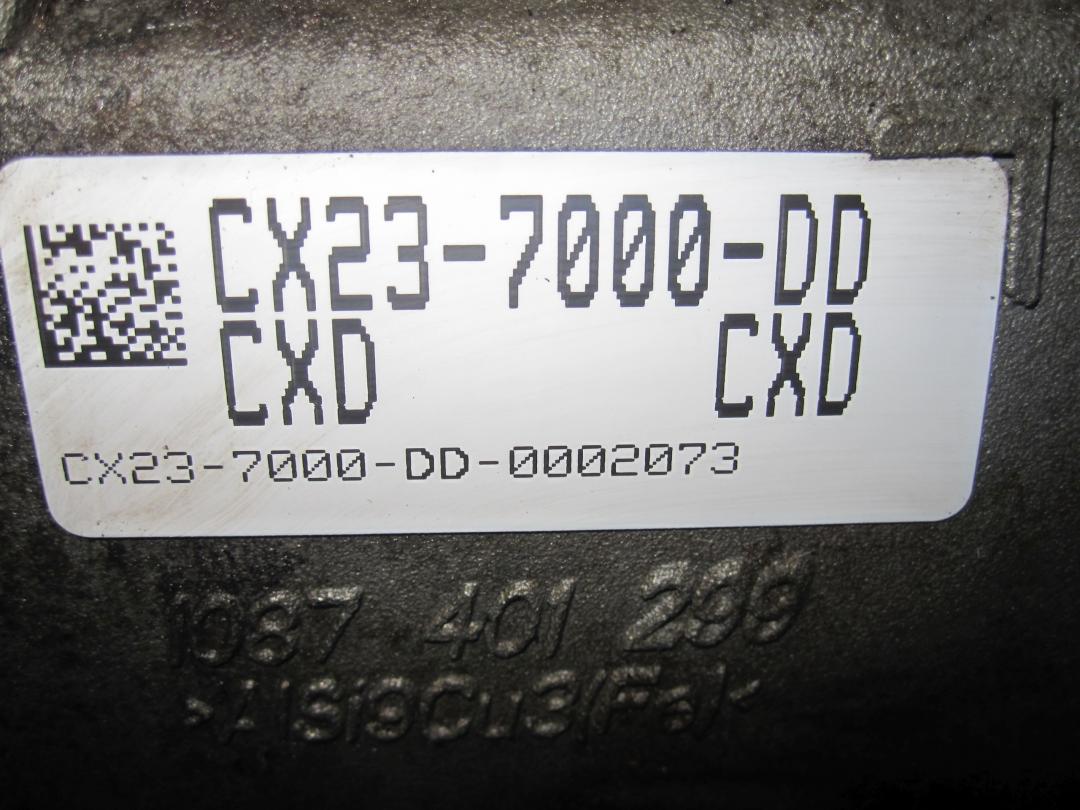 CX23-7000-DD
CXD CXD
CX23-7000-DD-0002073
1087 401 299
>AlSi9Cu3(Fe)<